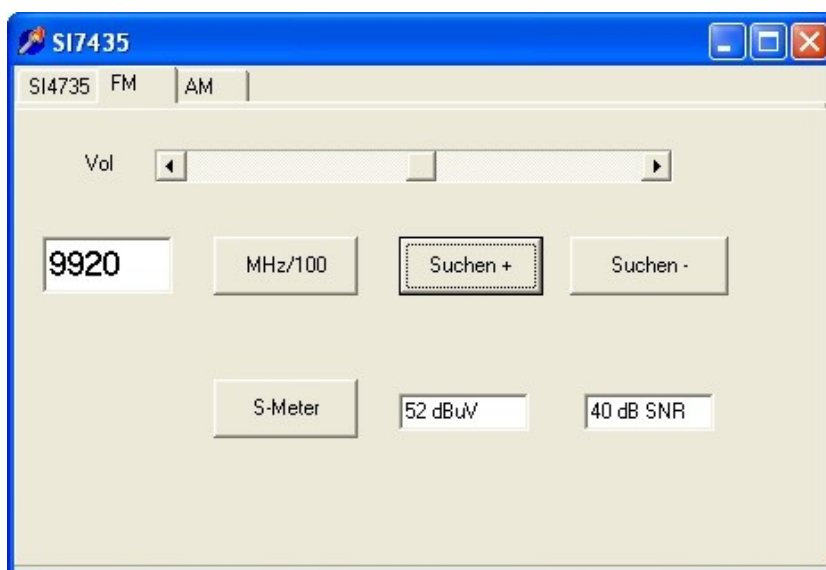 SI7435
SI4735 FM AM
Vol
9920 MHz/100 Suchen + Suchen -
S-Meter 52 dBuV 40 dB SNR